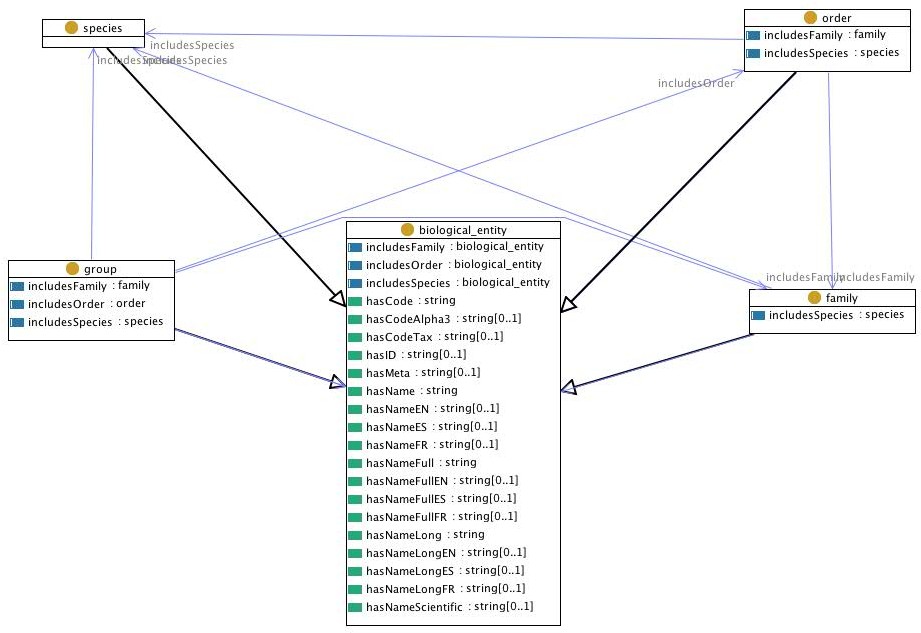 species
order
includesFamily : family
includesSpecies : species
includesSpecies
includesSpecies
includesSpecies
includesOrder
group
includesFamily : family
includesOrder : order
includesSpecies : species
biological_entity
includesFamily : biological_entity
includesOrder : biological_entity
includesSpecies : biological_entity
hasCode : string
hasCodeAlpha3 : string[0..1]
hasCodeTax : string[0..1]
hasID : string[0..1]
hasMeta : string[0..1]
hasName : string
hasNameEN : string[0..1]
hasNameES : string[0..1]
hasNameFR : string[0..1]
hasNameFull : string
hasNameFullEN : string[0..1]
hasNameFullES : string[0..1]
hasNameFullFR : string[0..1]
hasNameLong : string
hasNameLongEN : string[0..1]
hasNameLongES : string[0..1]
hasNameLongFR : string[0..1]
hasNameScientific : string[0..1]
includesFamily
includesFamily
family
includesSpecies : species